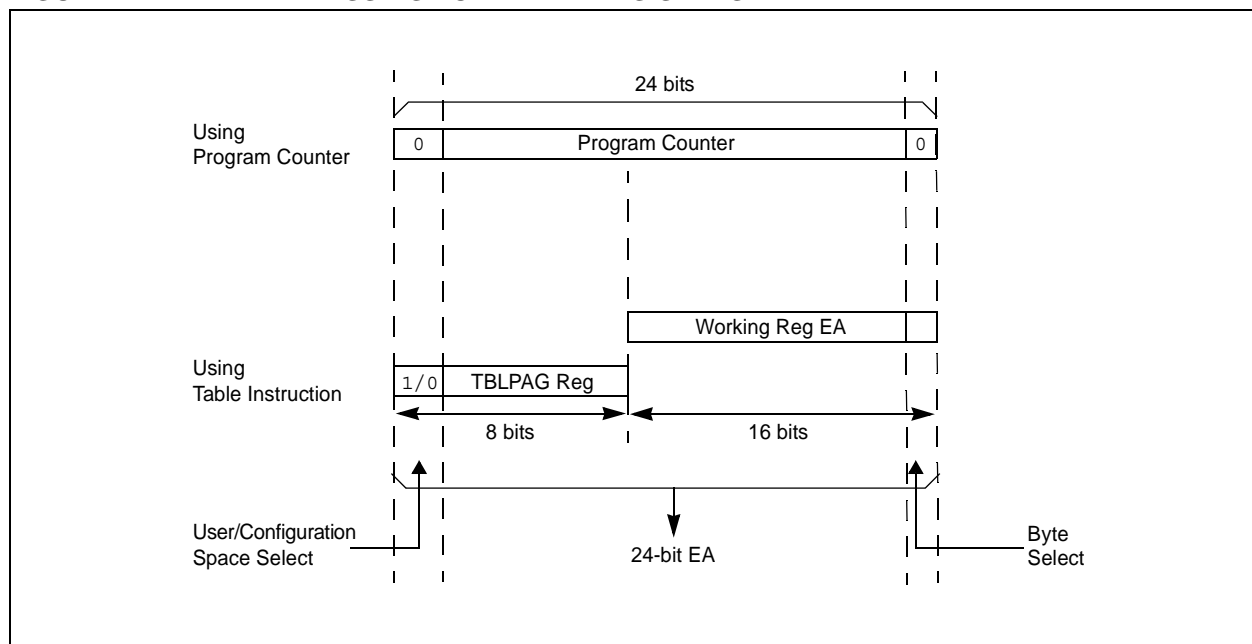 24 bits
Using
Program Counter
0
Program Counter
0
Working Reg EA
Using
Table Instruction
1/0
TBLPAG Reg
8 bits
16 bits
User/Configuration
Space Select
24-bit EA
Byte
Select